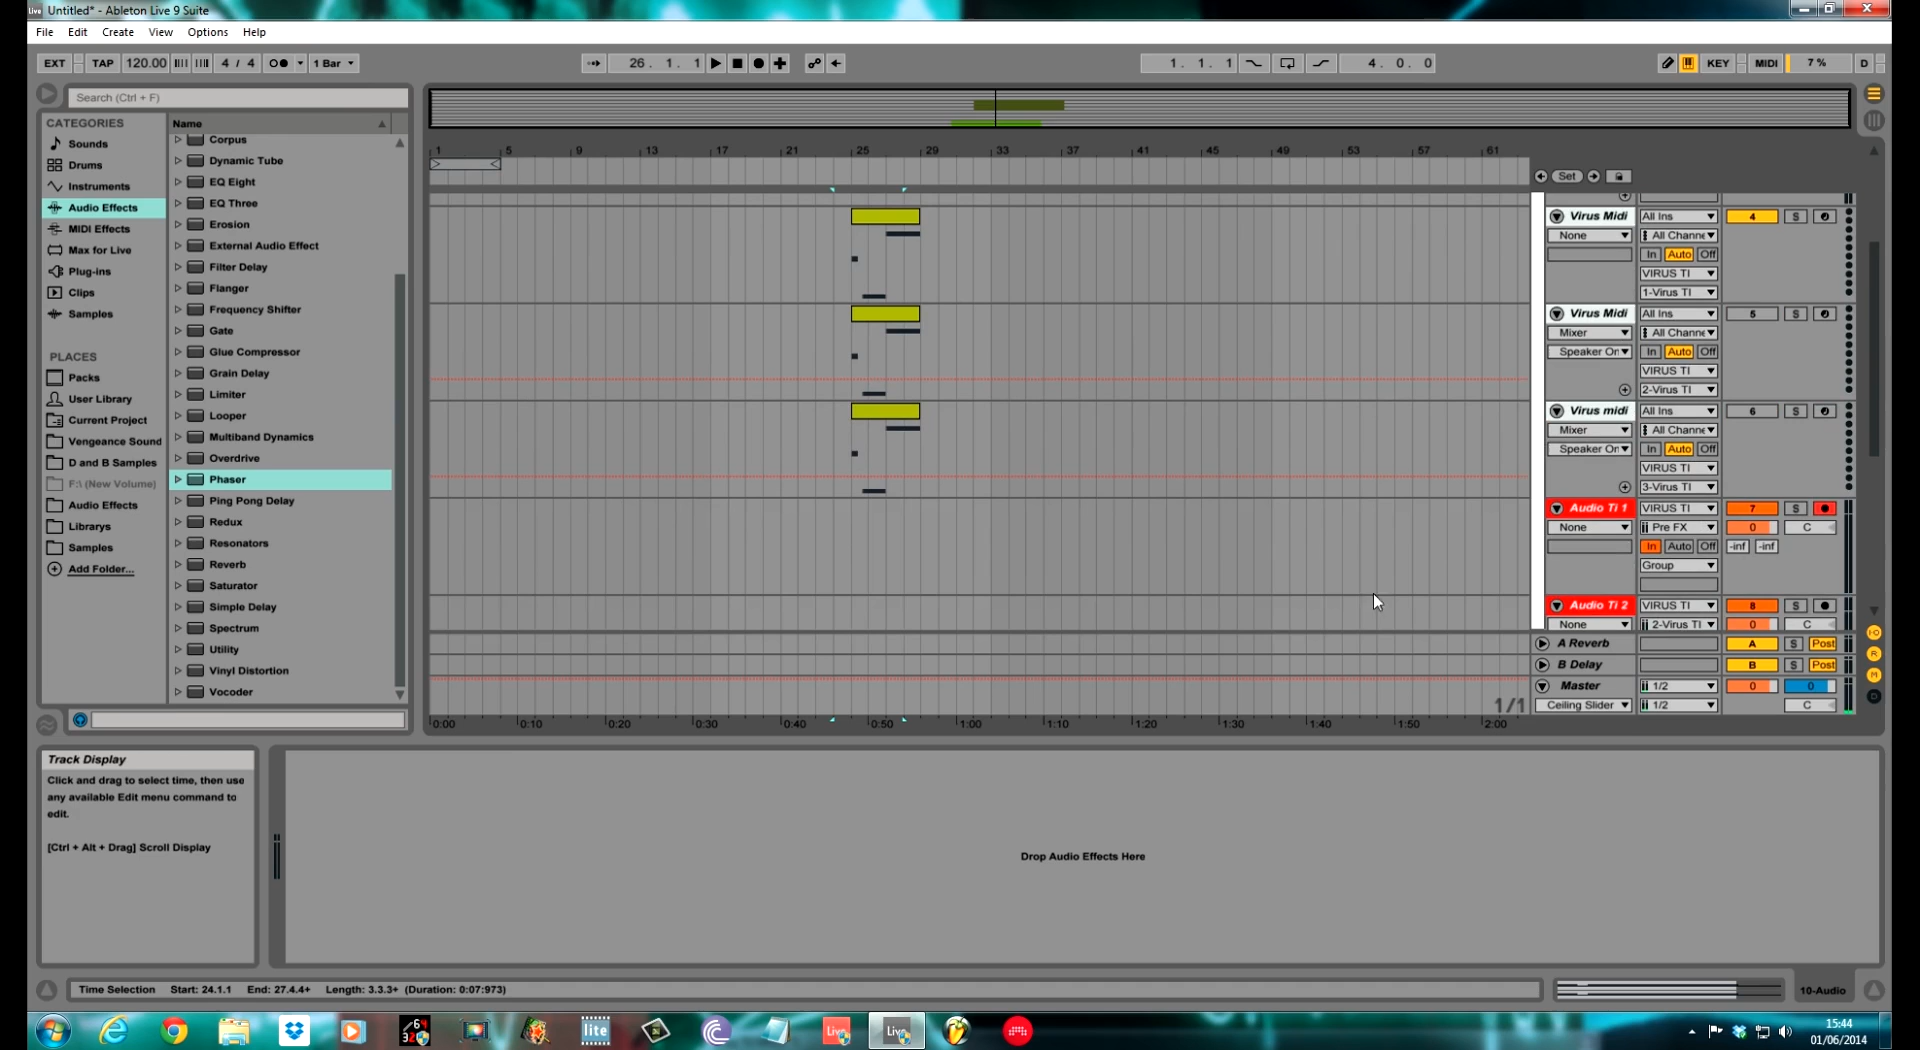 Live Untitled* - Ableton Live 9 Suite
File Edit Create View Options Help
EXT TAP 120.00 4 / 4 1 Bar 26. 1. 1 1. 1. 1 4. 0. 0 KEY MIDI 7 % D
Search (Ctrl + F)
CATEGORIES
Sounds
Drums
Instruments
Audio Effects
MIDI Effects
Max for Live
Plug-ins
Clips
Samples
PLACES
Packs
User Library
Current Project
Vengeance Sound
D and B Samples
F:\ (New Volume)
Audio Effects
Librarys
Samples
Add Folder...
Name
Corpus
Dynamic Tube
EQ Eight
EQ Three
Erosion
External Audio Effect
Filter Delay
Flanger
Frequency Shifter
Gate
Glue Compressor
Grain Delay
Limiter
Looper
Multiband Dynamics
Overdrive
Phaser
Ping Pong Delay
Redux
Resonators
Reverb
Saturator
Simple Delay
Spectrum
Utility
Vinyl Distortion
Vocoder
1 5 9 13 17 21 25 29 33 37 41 45 49 53 57 61
Set
Virus Midi All Ins 4 S
None All Channe
In Auto Off
VIRUS TI
1-Virus TI
Virus Midi All Ins 5 S
Mixer All Channe
Speaker On In Auto Off
VIRUS TI
2-Virus TI
Virus midi All Ins 6 S
Mixer All Channe
Speaker On In Auto Off
VIRUS TI
3-Virus TI
Audio Ti 1 VIRUS TI 7 S
None Pre FX 0 C
In Auto Off -inf -inf
Group
Audio Ti 2 VIRUS TI 8 S
None 2-Virus TI 0 C
A Reverb A S Post
B Delay B S Post
Master 1/2 0 0
1/1 Ceiling Slider 1/2 C
0:00 0:10 0:20 0:30 0:40 0:50 1:00 1:10 1:20 1:30 1:40 1:50 2:00
Track Display
Click and drag to select time, then use
any available Edit menu command to
edit.
[Ctrl + Alt + Drag] Scroll Display
Drop Audio Effects Here
Time Selection Start: 24.1.1 End: 27.4.4+ Length: 3.3.3+ (Duration: 0:07:973)
10-Audio
64
32
lite
Live
Live
15:44
01/06/2014